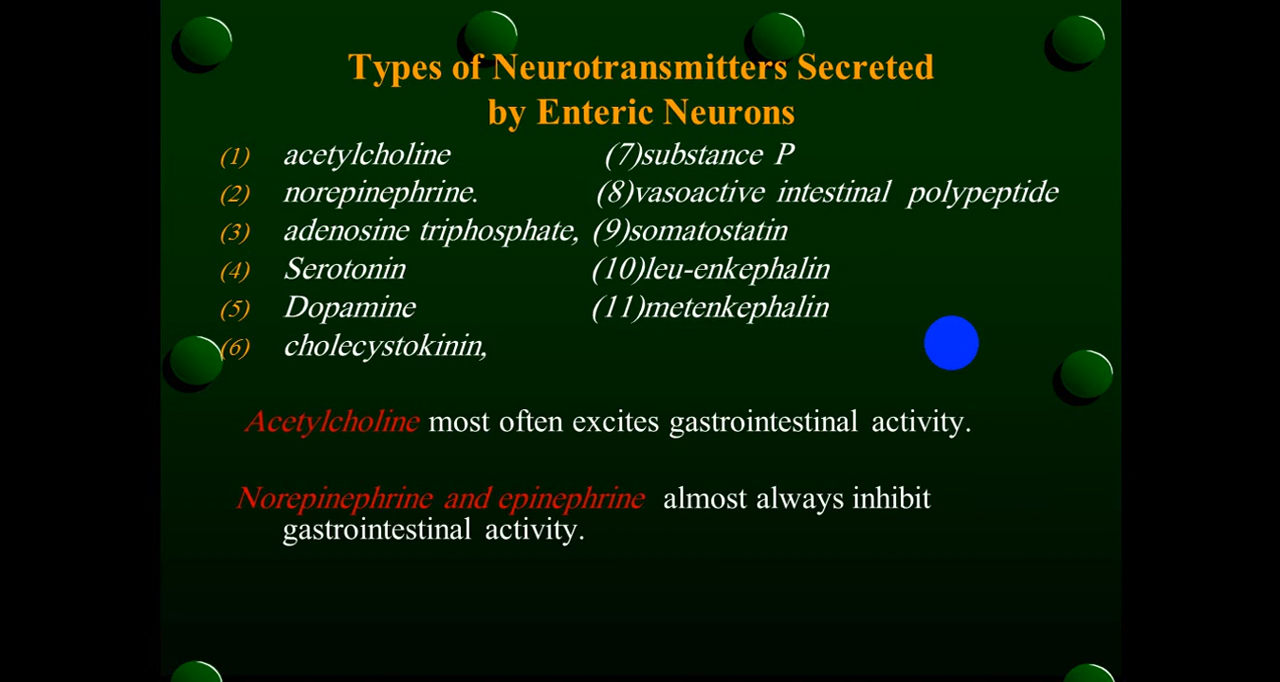 Types of Neurotransmitters Secreted
by Enteric Neurons
(1) acetylcholine (7)substance P
(2) norepinephrine. (8)vasoactive intestinal polypeptide
(3) adenosine triphosphate, (9)somatostatin
(4) Serotonin (10)leu-enkephalin
(5) Dopamine (11)metenkephalin
(6) cholecystokinin,
Acetylcholine most often excites gastrointestinal activity.
Norepinephrine and epinephrine almost always inhibit
gastrointestinal activity.